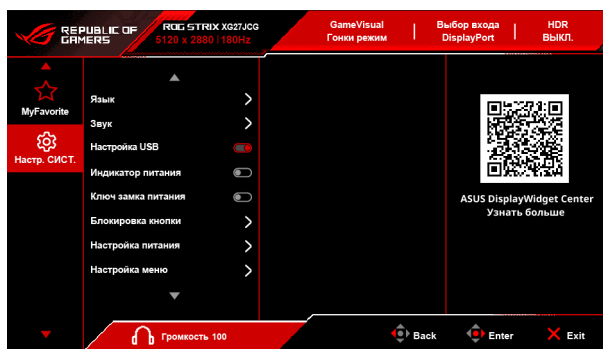 REPUBLIC OF
GAMERS
ROG STRIX XG27JCG
5120 x 2880 | 180Hz
GameVisual
Гонки режим
Выбор входа
DisplayPort
HDR
ВЫКЛ.
MyFavorite
Настр. СИСТ.
Язык
Звук
Настройка USB
Индикатор питания
Ключ замка питания
Блокировка кнопки
Настройка питания
Настройка меню
ASUS DisplayWidget Center
Узнать больше
Громкость 100
Back
Enter
Exit